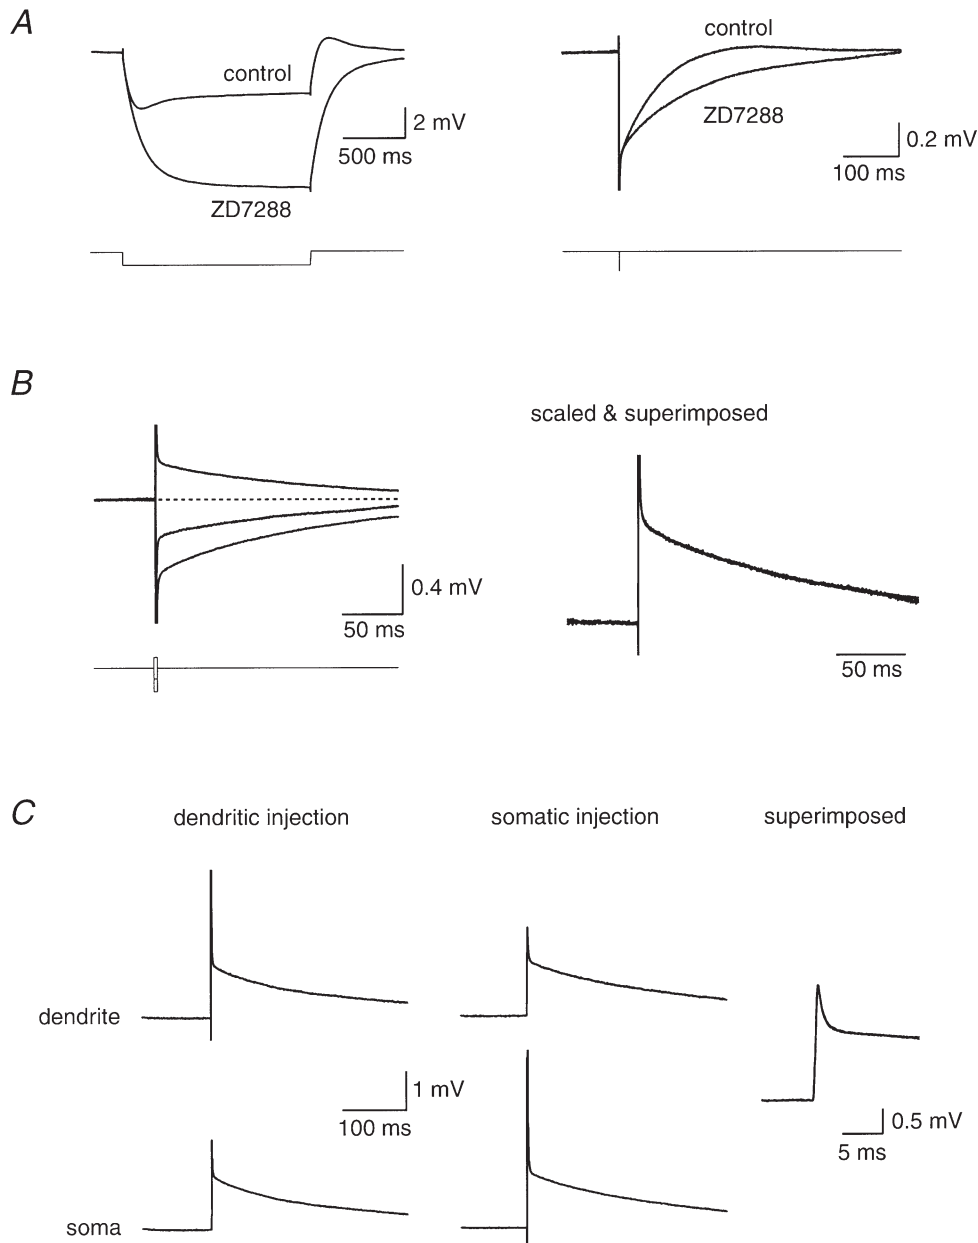 A
control
2 mV
500 ms
ZD7288
control
ZD7288
0.2 mV
100 ms
B
scaled & superimposed
0.4 mV
50 ms
50 ms
C
dendritic injection
somatic injection
superimposed
dendrite
1 mV
100 ms
0.5 mV
5 ms
soma